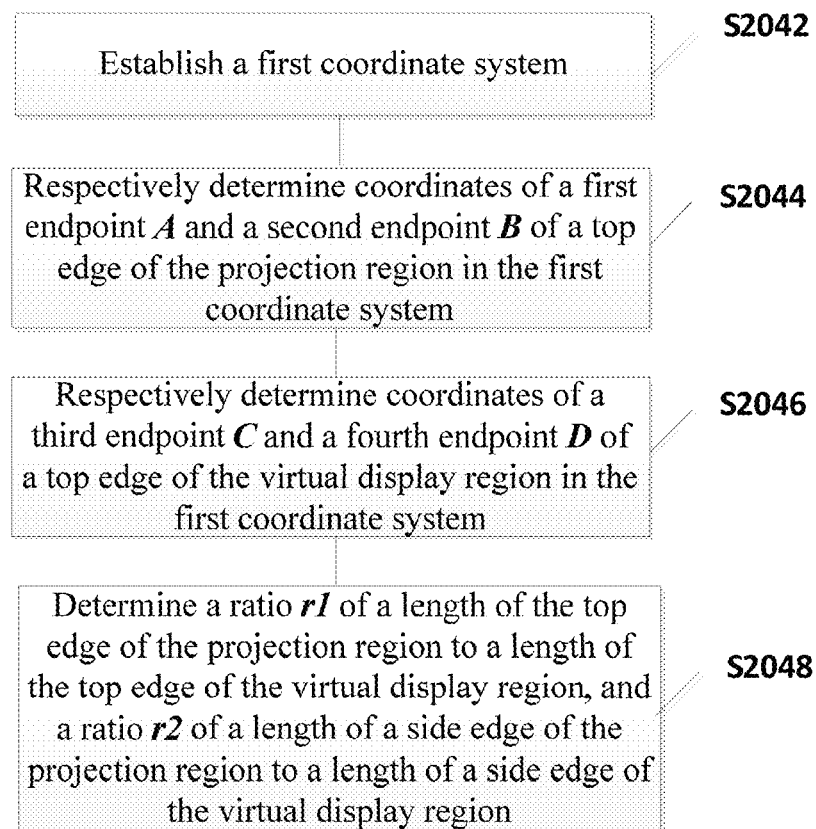 S2042
Establish a first coordinate system
S2044
Respectively determine coordinates of a first
endpoint A and a second endpoint B of a top
edge of the projection region in the first
coordinate system
S2046
Respectively determine coordinates of a
third endpoint C and a fourth endpoint D of
a top edge of the virtual display region in the
first coordinate system
S2048
Determine a ratio r1 of a length of the top
edge of the projection region to a length of
the top edge of the virtual display region, and
a ratio r2 of a length of a side edge of the
projection region to a length of a side edge of
the virtual display region